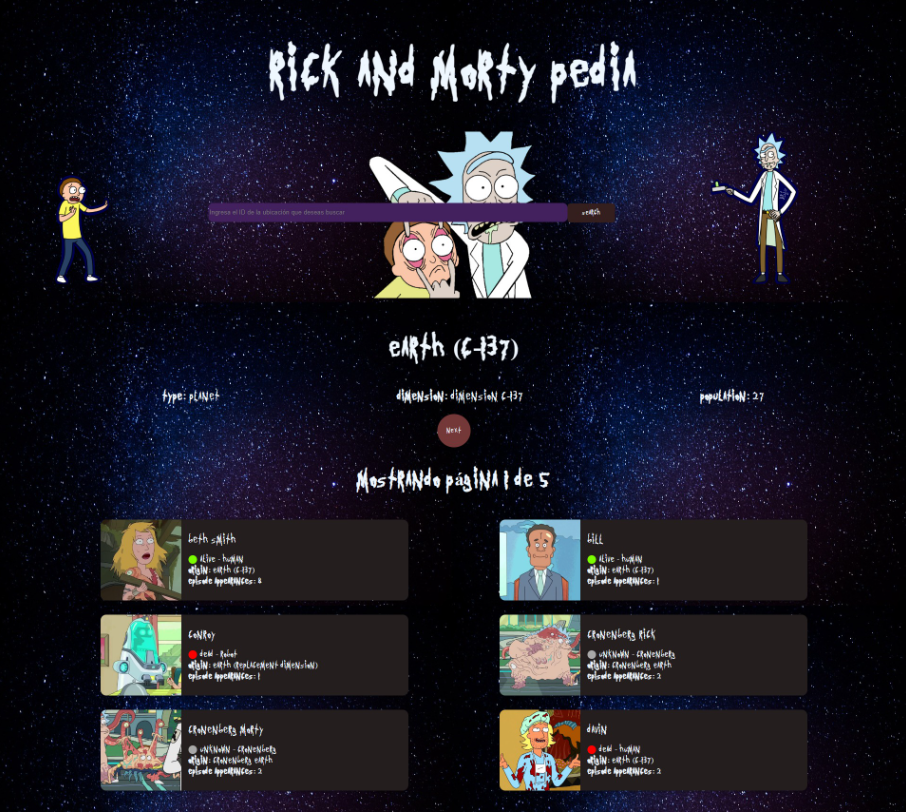 Rick and Morty pedia
Ingresa el ID de la ubicación que deseas buscar
search
Earth (C-137)
type: planet
dimension: dimension C-137
population: 27
Next
Mostrando página 1 de 5
Beth Smith
Alive - Human
origin: Earth (C-137)
episode appearances: 8
Bill
Alive - Human
origin: Earth (C-137)
episode appearances: 1
Conroy
Dead - Robot
origin: Earth (Replacement Dimension)
episode appearances: 1
Cronenberg Rick
unknown - Cronenberg
origin: Cronenberg Earth
episode appearances: 2
Cronenberg Morty
unknown - Cronenberg
origin: Cronenberg Earth
episode appearances: 2
Davin
Dead - Human
origin: Earth (C-137)
episode appearances: 2